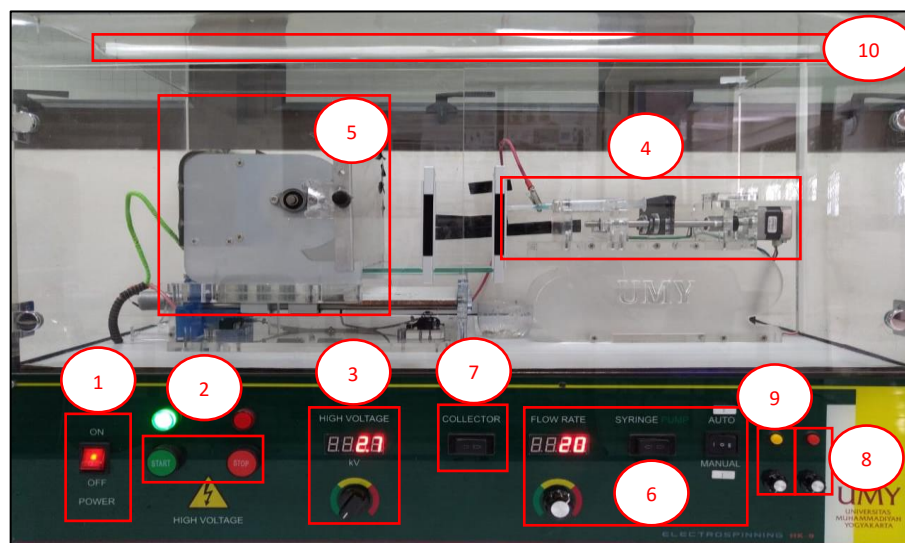 10
5
4
UMY
1
2
3
7
9
ON
OFF
POWER
START
STOP
HIGH VOLTAGE
HIGH VOLTAGE
2.7
kV
COLLECTOR
FLOW RATE
20
SYRINGE PUMP
AUTO
MANUAL
6
8
UMY
UNIVERSITAS
MUHAMMADIYAH
YOGYAKARTA
ELECTROSPINNING